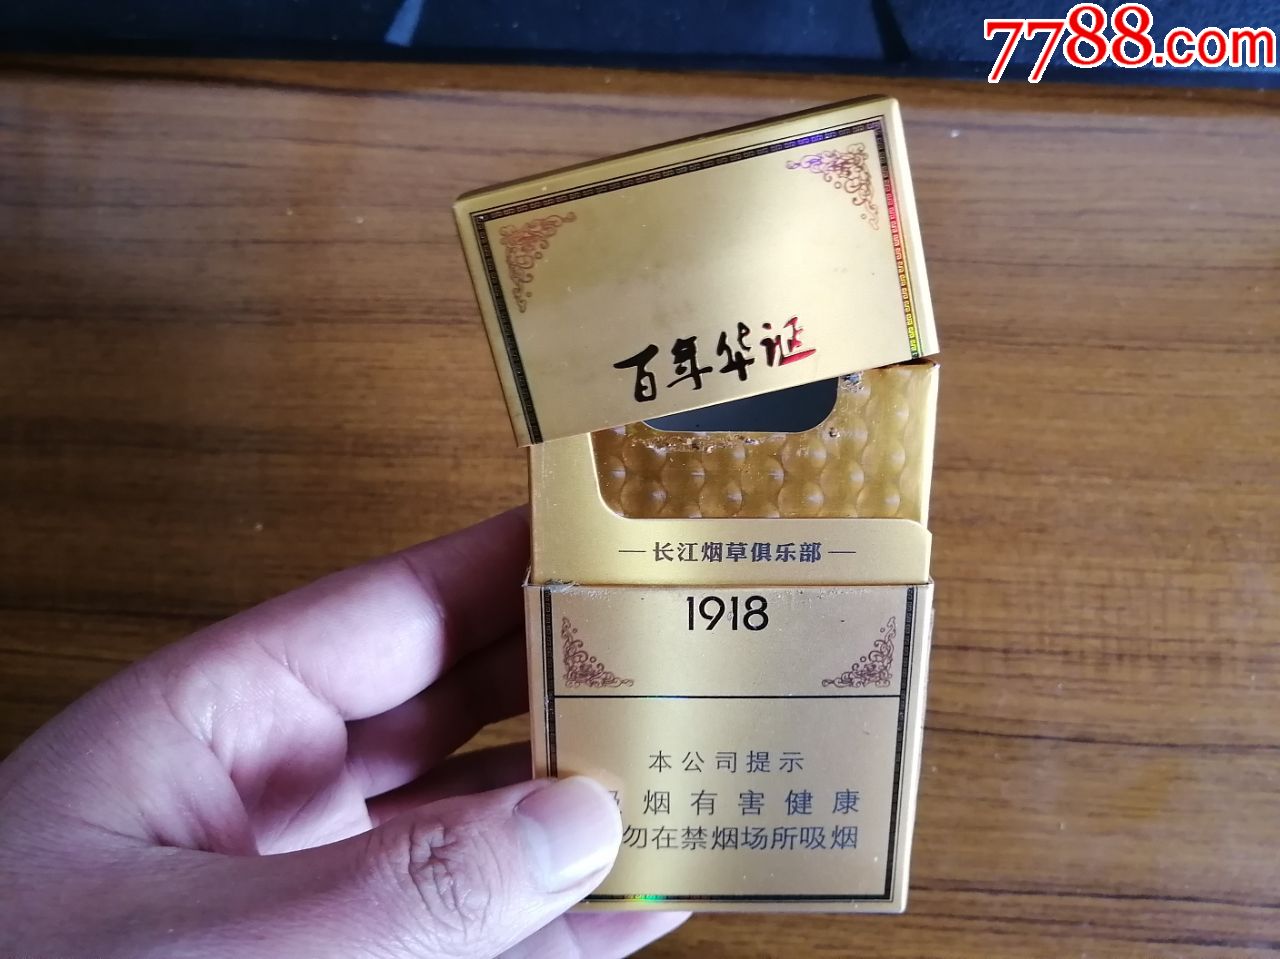 7788.com
百年华诞
长江烟草俱乐部
1918
本公司提示
吸烟有害健康
勿在禁烟场所吸烟